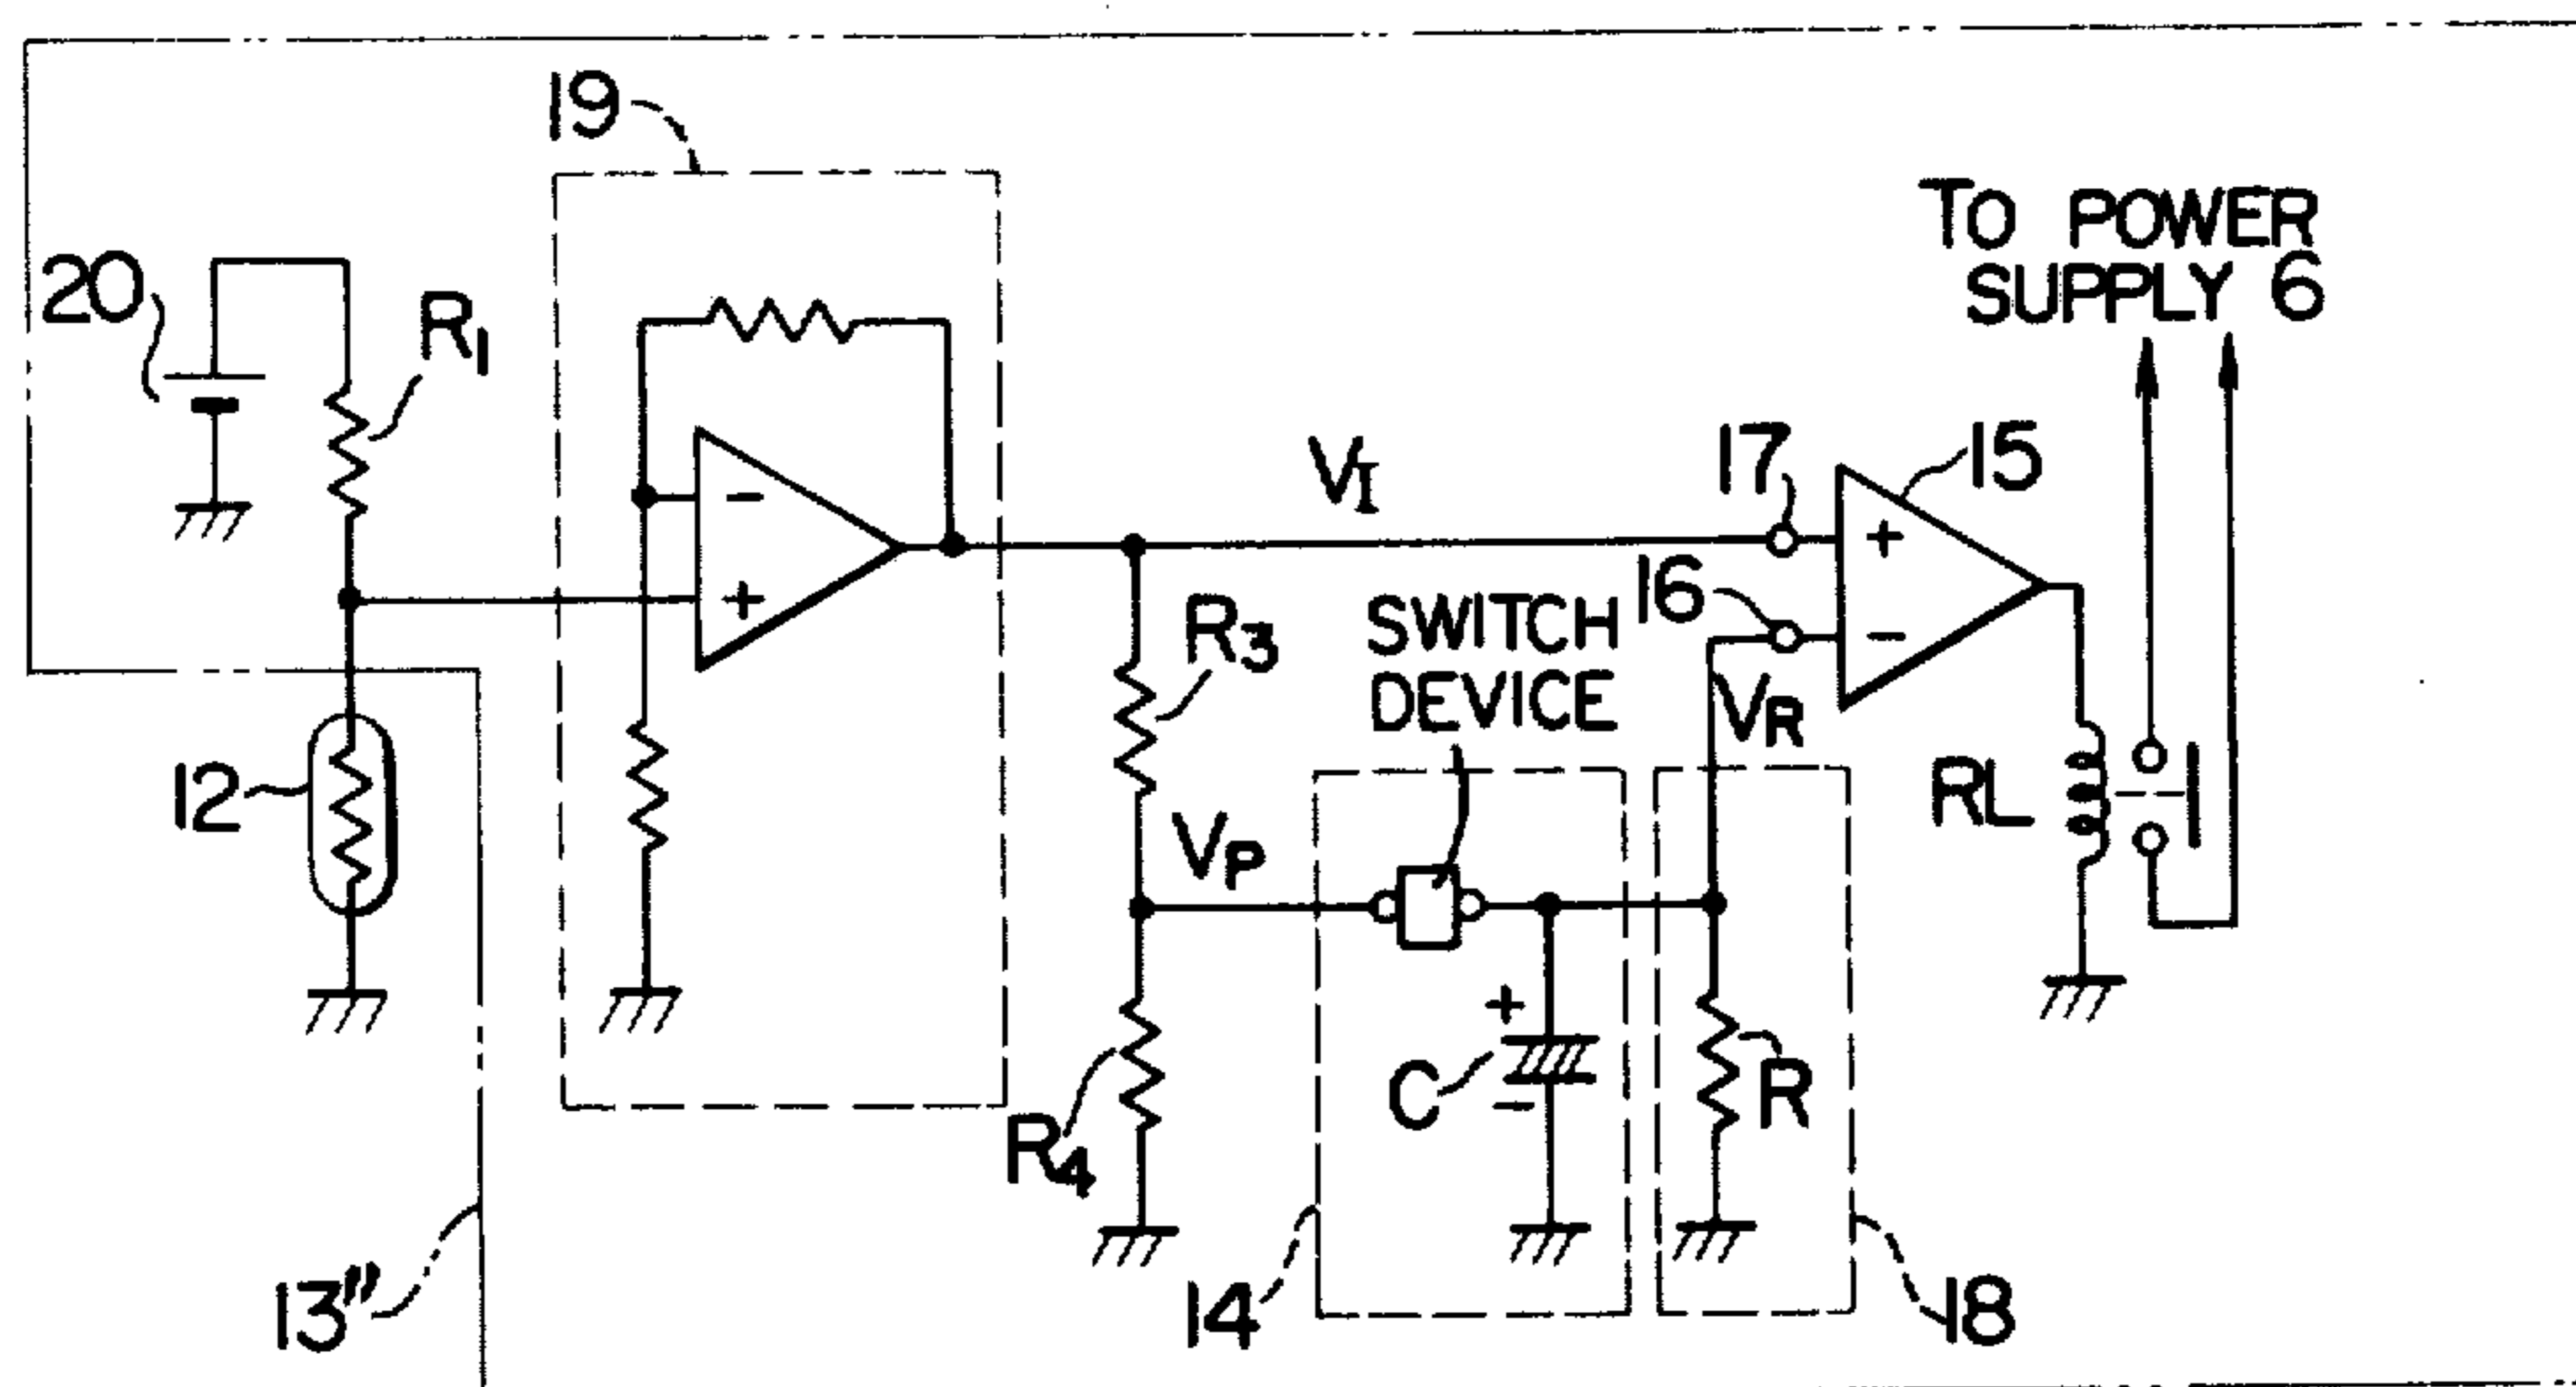 19
20
R1
TO POWER
SUPPLY 6
VI
17
15
-
+
+
16
-
SWITCH
DEVICE
R3
VR
12
VP
RL
+
C
-
R
R4
13"
14
18